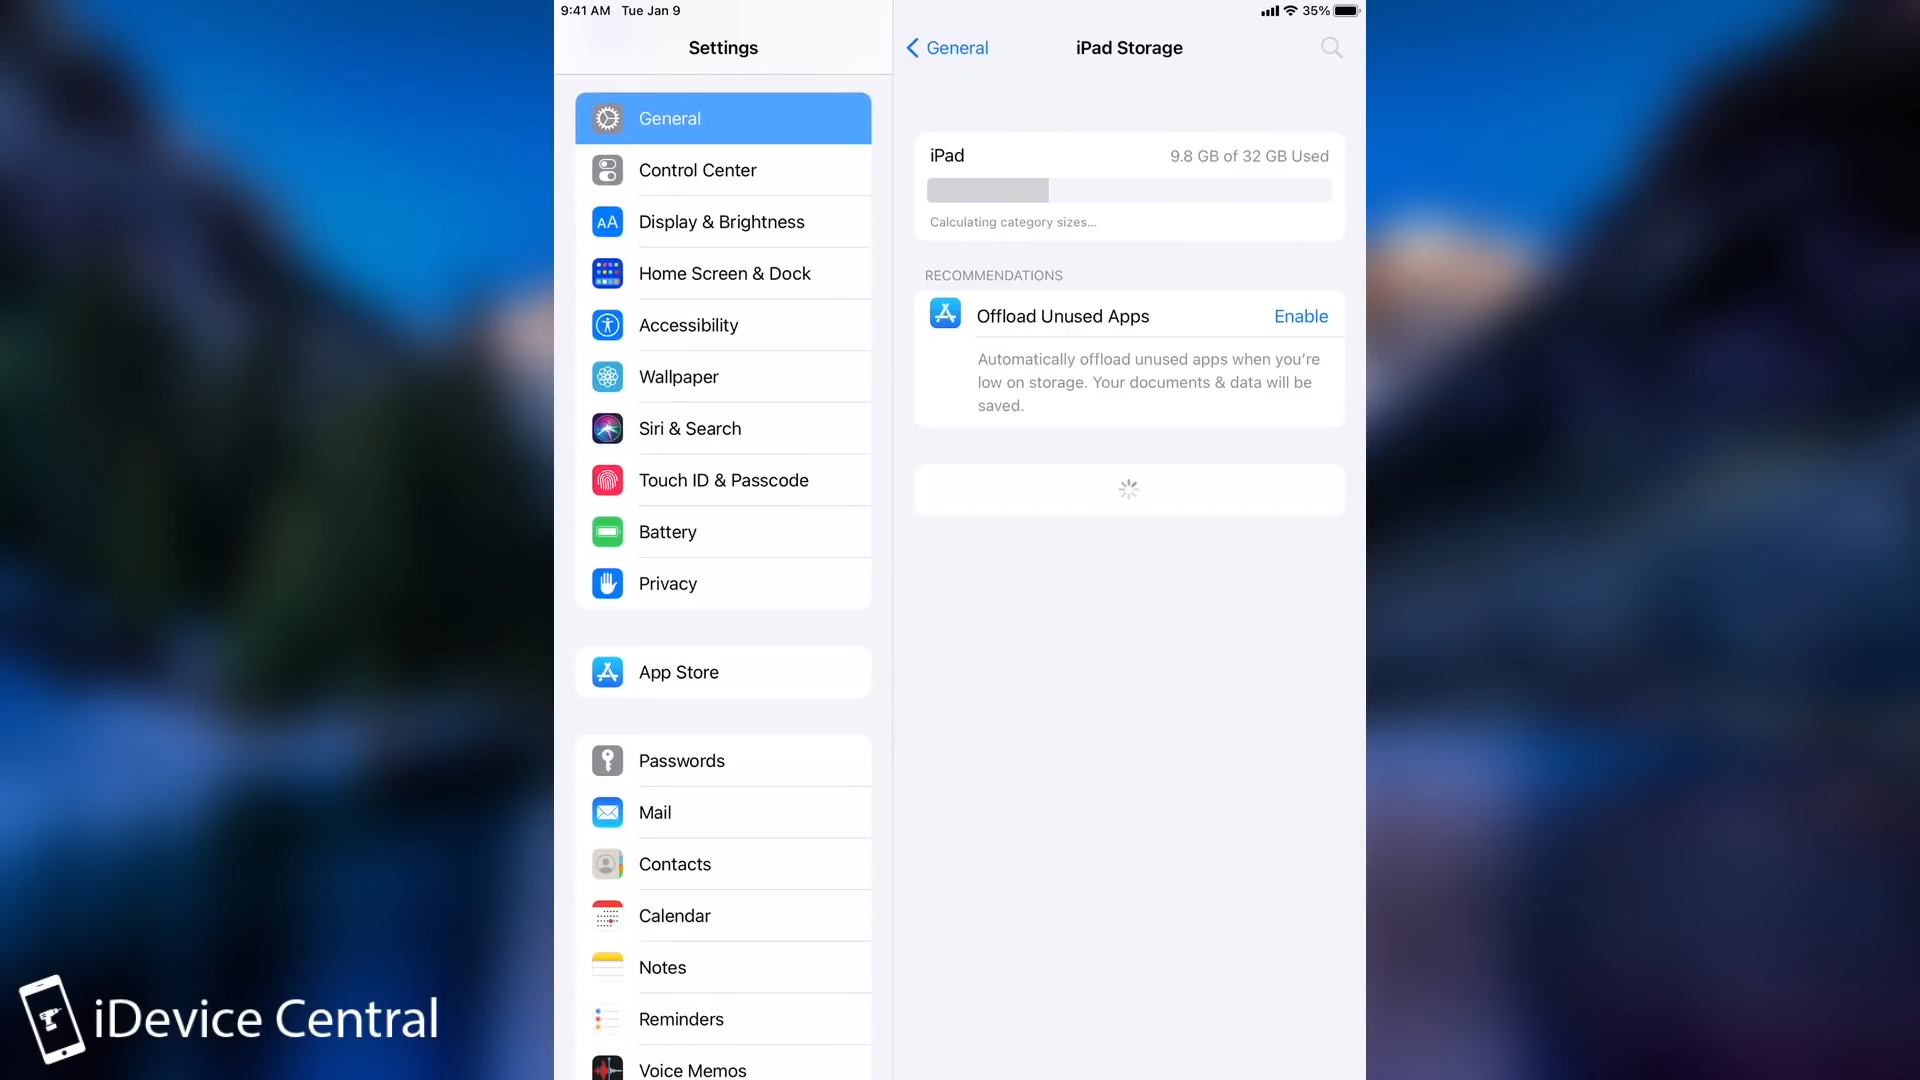 9:41 AM Tue Jan 9
35%
Settings
General
iPad Storage
General
Control Center
AA
Display & Brightness
Home Screen & Dock
Accessibility
Wallpaper
Siri & Search
Touch ID & Passcode
Battery
Privacy
App Store
Passwords
Mail
Contacts
Calendar
Notes
Reminders
Voice Memos
iPad
9.8 GB of 32 GB Used
Calculating category sizes...
RECOMMENDATIONS
Offload Unused Apps
Enable
Automatically offload unused apps when you’re
low on storage. Your documents & data will be
saved.
iDevice Central